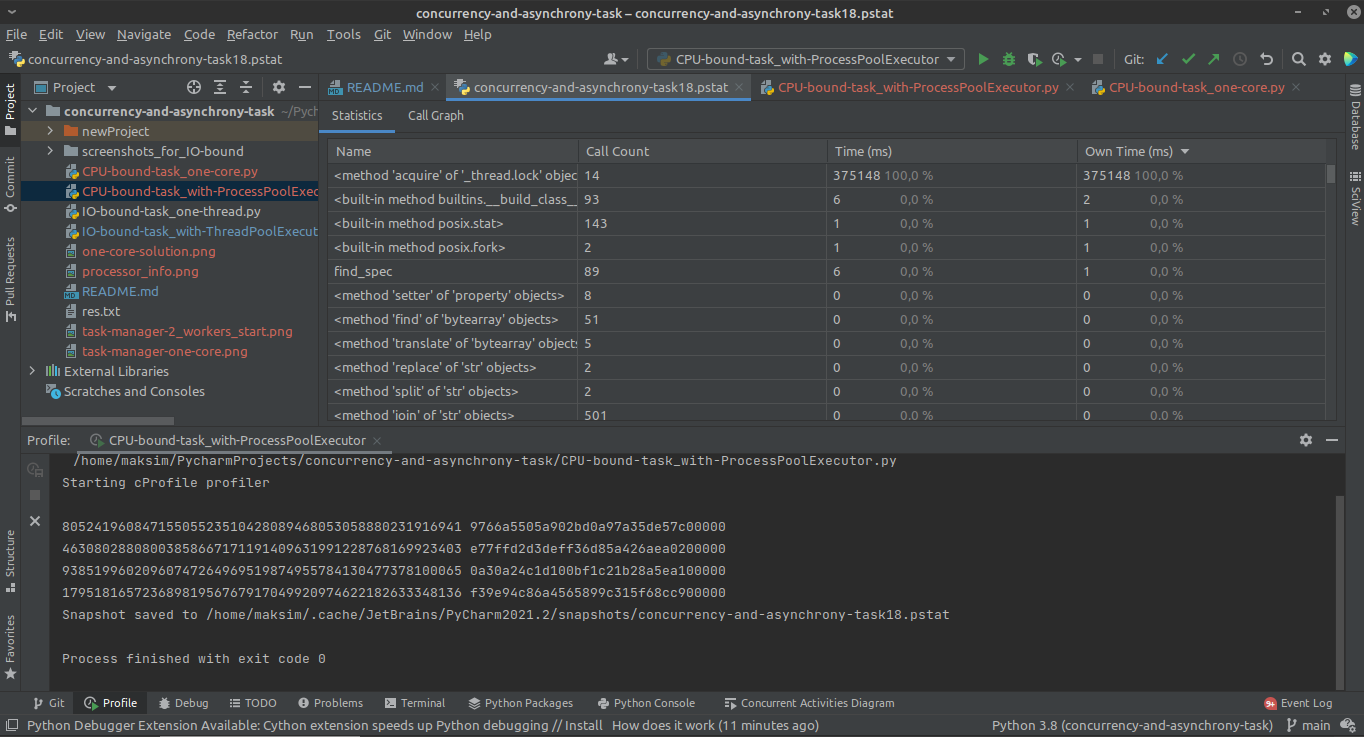 concurrency-and-asynchrony-task – concurrency-and-asynchrony-task18.pstat
File Edit View Navigate Code Refactor Run Tools Git Window Help
concurrency-and-asynchrony-task18.pstat
CPU-bound-task_with-ProcessPoolExecutor
Git:
Project
README.md
concurrency-and-asynchrony-task18.pstat
CPU-bound-task_with-ProcessPoolExecutor.py
CPU-bound-task_one-core.py
concurrency-and-asynchrony-task ~/Pych
newProject
screenshots_for_IO-bound
CPU-bound-task_one-core.py
CPU-bound-task_with-ProcessPoolExec
IO-bound-task_one-thread.py
IO-bound-task_with-ThreadPoolExecut
one-core-solution.png
processor_info.png
README.md
res.txt
task-manager-2_workers_start.png
task-manager-one-core.png
External Libraries
Scratches and Consoles
Statistics Call Graph
Name Call Count Time (ms) Own Time (ms)
<method 'acquire' of '_thread.lock' objec 14 375148 100,0 % 375148 100,0 %
<built-in method builtins.__build_class__ 93 6 0,0 % 2 0,0 %
<built-in method posix.stat> 143 1 0,0 % 1 0,0 %
<built-in method posix.fork> 2 1 0,0 % 1 0,0 %
find_spec 89 6 0,0 % 1 0,0 %
<method 'setter' of 'property' objects> 8 0 0,0 % 0 0,0 %
<method 'find' of 'bytearray' objects> 51 0 0,0 % 0 0,0 %
<method 'translate' of 'bytearray' objects 5 0 0,0 % 0 0,0 %
<method 'replace' of 'str' objects> 2 0 0,0 % 0 0,0 %
<method 'split' of 'str' objects> 2 0 0,0 % 0 0,0 %
<method 'join' of 'str' objects> 501 0 0,0 % 0 0,0 %
Project
Commit
Pull Requests
Structure
Favorites
Database
SciView
Profile: CPU-bound-task_with-ProcessPoolExecutor
/home/maksim/PycharmProjects/concurrency-and-asynchrony-task/CPU-bound-task_with-ProcessPoolExecutor.py
Starting cProfile profiler
80524196084715505523510428089468053058880231916941 9766a5505a902bd0a97a35de57c00000
46308028808003858667171191409631991228768169923403 e77ffd2d3deff36d85a426aea0200000
93851996020960747264969519874955784130477378100065 0a30a24c1d100bf1c21b28a5ea100000
17951816572368981956767917049920974622182633348136 f39e94c86a4565899c315f68cc900000
Snapshot saved to /home/maksim/.cache/JetBrains/PyCharm2021.2/snapshots/concurrency-and-asynchrony-task18.pstat
Process finished with exit code 0
Git Profile Debug TODO Problems Terminal Python Packages Python Console Concurrent Activities Diagram 9+ Event Log
Python Debugger Extension Available: Cython extension speeds up Python debugging // Install How does it work (11 minutes ago) Python 3.8 (concurrency-and-asynchrony-task) main